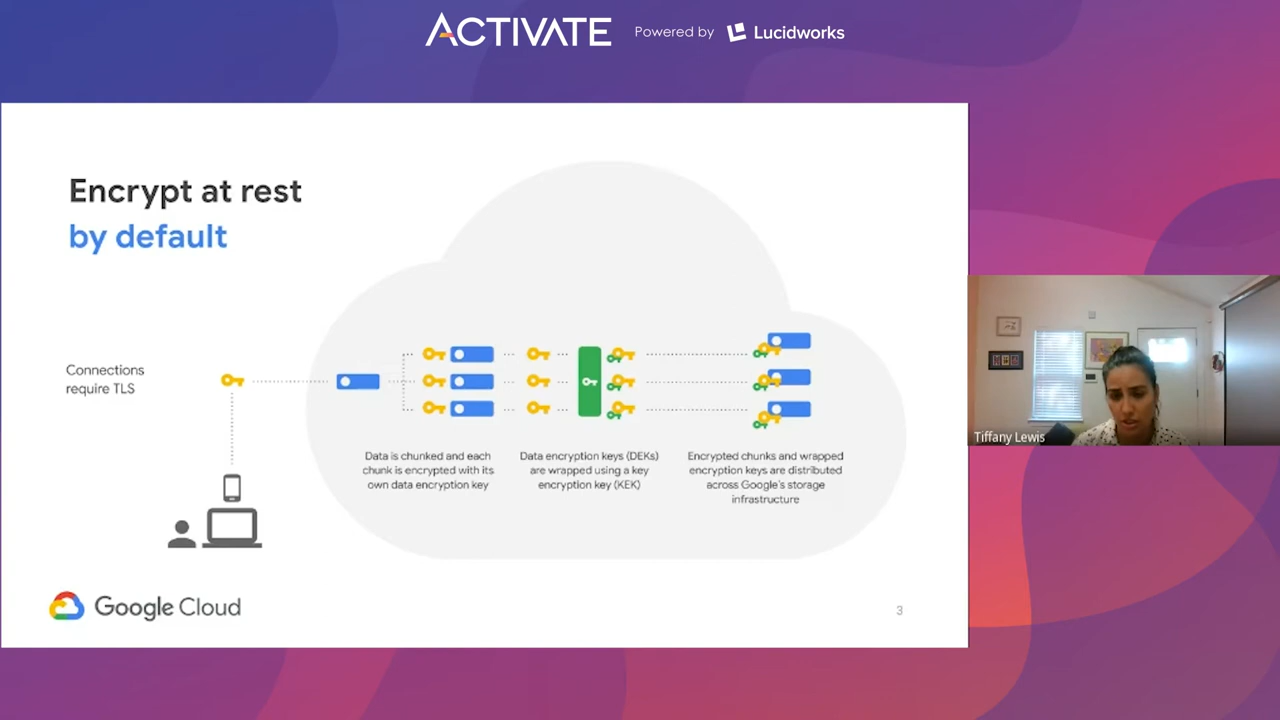 ACTIVATE Powered by Lucidworks
Encrypt at rest
by default
Connections
require TLS
Data is chunked and each
chunk is encrypted with its
own data encryption key
Data encryption keys (DEKs)
are wrapped using a key
encryption key (KEK)
Encrypted chunks and wrapped
encryption keys are distributed
across Google's storage
infrastructure
Tiffany Lewis
Google Cloud
3